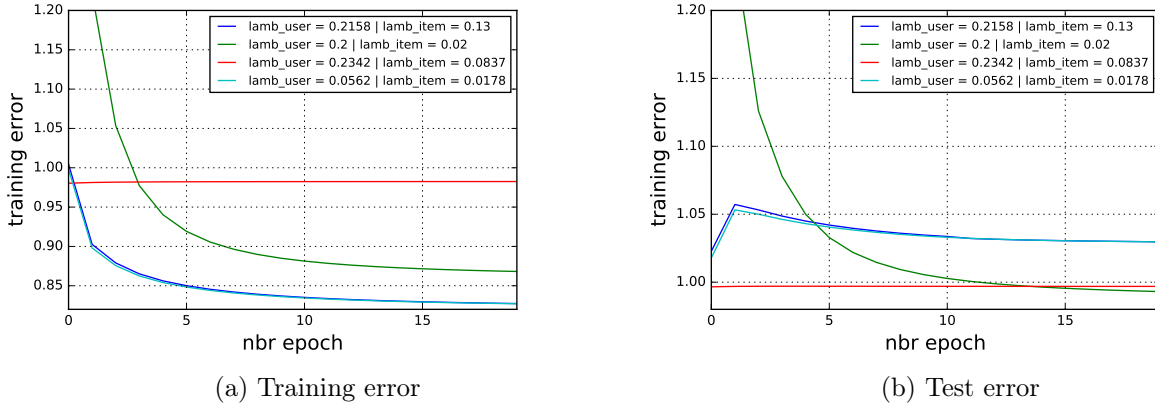 1.20
1.15
1.10
1.05
1.00
0.95
0.90
0.85
training error
0
5
10
15
nbr epoch
lamb_user = 0.2158 | lamb_item = 0.13
lamb_user = 0.2 | lamb_item = 0.02
lamb_user = 0.2342 | lamb_item = 0.0837
lamb_user = 0.0562 | lamb_item = 0.0178
(a) Training error
1.20
1.15
1.10
1.05
1.00
training error
0
5
10
15
nbr epoch
lamb_user = 0.2158 | lamb_item = 0.13
lamb_user = 0.2 | lamb_item = 0.02
lamb_user = 0.2342 | lamb_item = 0.0837
lamb_user = 0.0562 | lamb_item = 0.0178
(b) Test error